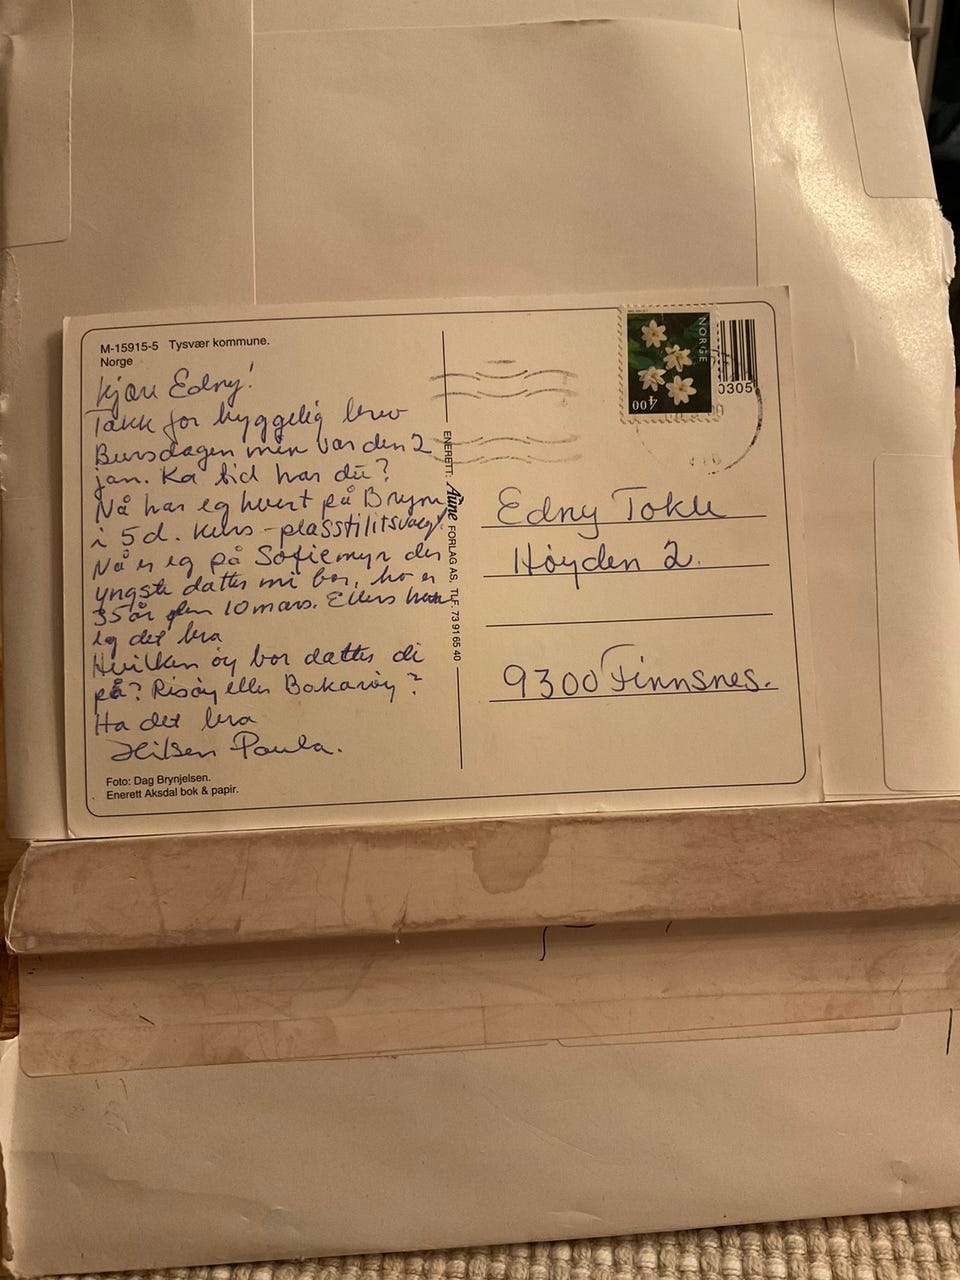 M-15915-5 Tysvær kommune.
Norge
Kjære Edny!
Takk for hyggelig brev
Bursdagen min var den 2
jan. Ka tid har du?
Nå har eg hvert på Bryne
i 5 d. kurs - plasstilitsvalgt.
Nå er eg på Sofiemyr der
yngste datter mi bor, ho er
35 år den 10 mars. Ellers har
eg det bra
Hvilken øy bor datter di
på? Risøy eller Bakarøy?
Ha det bra
Hilsen Paula.
Foto: Dag Brynjelsen.
Enerett Aksdal bok & papir.
ENERETT: Aune FORLAG AS, TLF. 73 91 65 40
NORGE
400
0305
Edny Tokle
Høyden 2.
9300 Finnsnes.